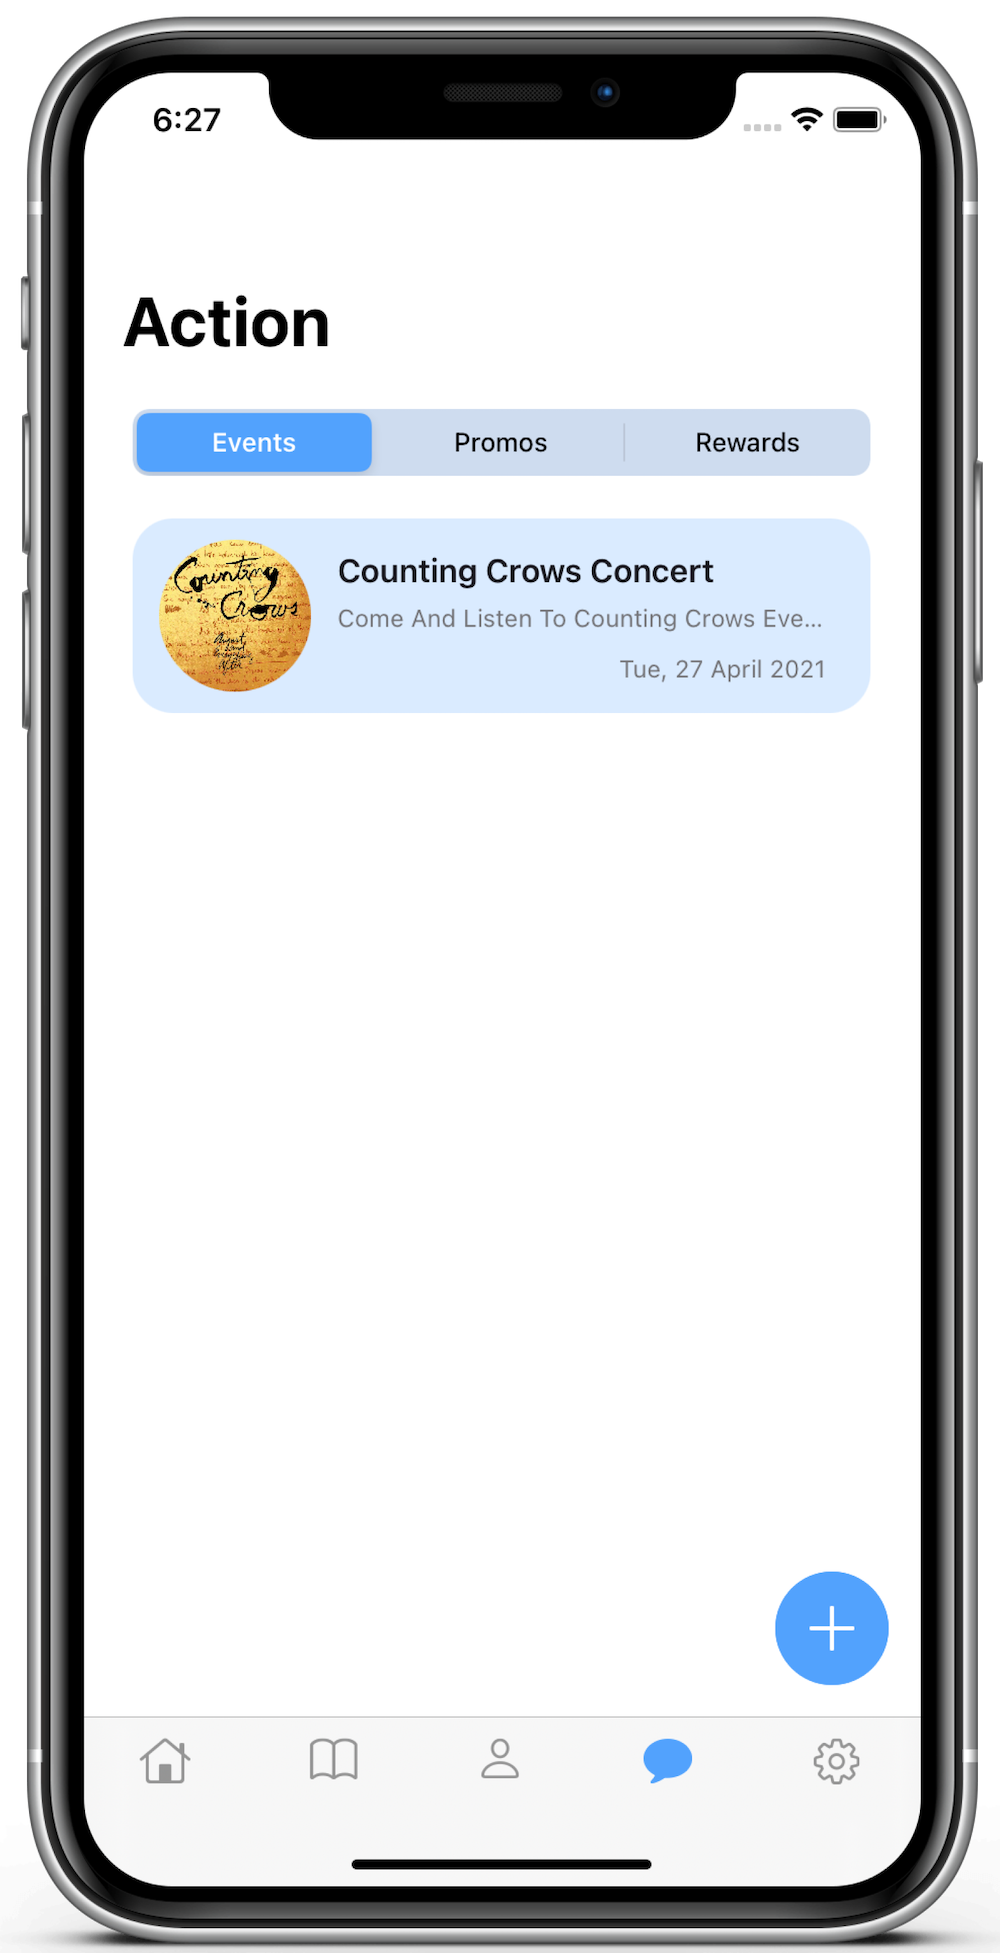 6:27
Action
Events
Promos
Rewards
Counting
Crows
Counting Crows Concert
Come And Listen To Counting Crows Eve...
Tue, 27 April 2021